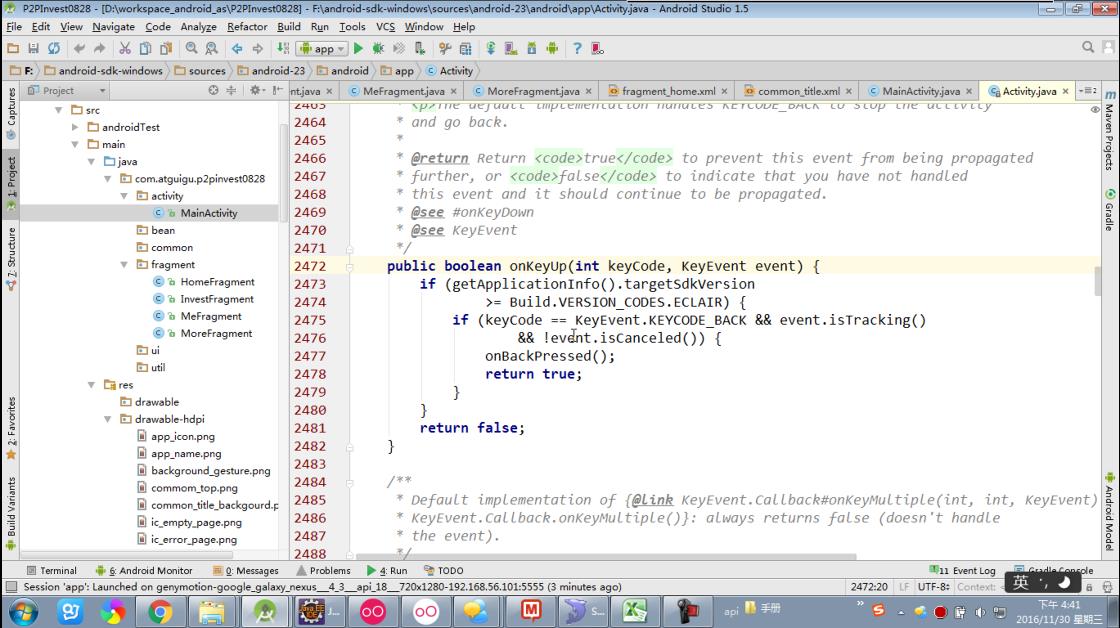 P2PInvest0828 - [D:\workspace_android_as\P2PInvest0828] - F:\android-sdk-windows\sources\android-23\android\app\Activity.java - Android Studio 1.5
File Edit View Navigate Code Analyze Refactor Build Run Tools VCS Window Help
app
F: android-sdk-windows sources android-23 android app Activity
Project
nt.java MeFragment.java MoreFragment.java fragment_home.xml common_title.xml MainActivity.java Activity.java
src
androidTest
main
java
com.atguigu.p2pinvest0828
activity
MainActivity
bean
common
fragment
HomeFragment
InvestFragment
MeFragment
MoreFragment
ui
util
res
drawable
drawable-hdpi
app_icon.png
app_name.png
background_gesture.png
commom_top.png
common_title_backgourd.p
ic_empty_page.png
ic_error_page.png
Captures
1: Project
7: Structure
2: Favorites
Build Variants
2463 * <p>The default implementation handles KEYCODE_BACK to stop the activity
2464 * and go back.
2465 *
2466 * @return Return <code>true</code> to prevent this event from being propagated
2467 * further, or <code>false</code> to indicate that you have not handled
2468 * this event and it should continue to be propagated.
2469 * @see #onKeyDown
2470 * @see KeyEvent
2471 */
2472 public boolean onKeyUp(int keyCode, KeyEvent event) {
2473 if (getApplicationInfo().targetSdkVersion
2474 >= Build.VERSION_CODES.ECLAIR) {
2475 if (keyCode == KeyEvent.KEYCODE_BACK && event.isTracking()
2476 && !event.isCanceled()) {
2477 onBackPressed();
2478 return true;
2479 }
2480 }
2481 return false;
2482 }
2483
2484 /**
2485 * Default implementation of {@link KeyEvent.Callback#onKeyMultiple(int, int, KeyEvent)
2486 * KeyEvent.Callback.onKeyMultiple()}: always returns false (doesn't handle
2487 * the event).
2488 */
Maven Projects
Gradle
Android Model
Terminal 6: Android Monitor 0: Messages Problems 4: Run TODO 11 Event Log Gradle Console
Session 'app': Launched on genymotion-google_galaxy_nexus__4_3__api_18__720x1280-192.168.56.101:5555 (3 minutes ago) 2472:20 LF UTF-8 Context:
英
api 手册
下午 4:41
2016/11/30 星期三